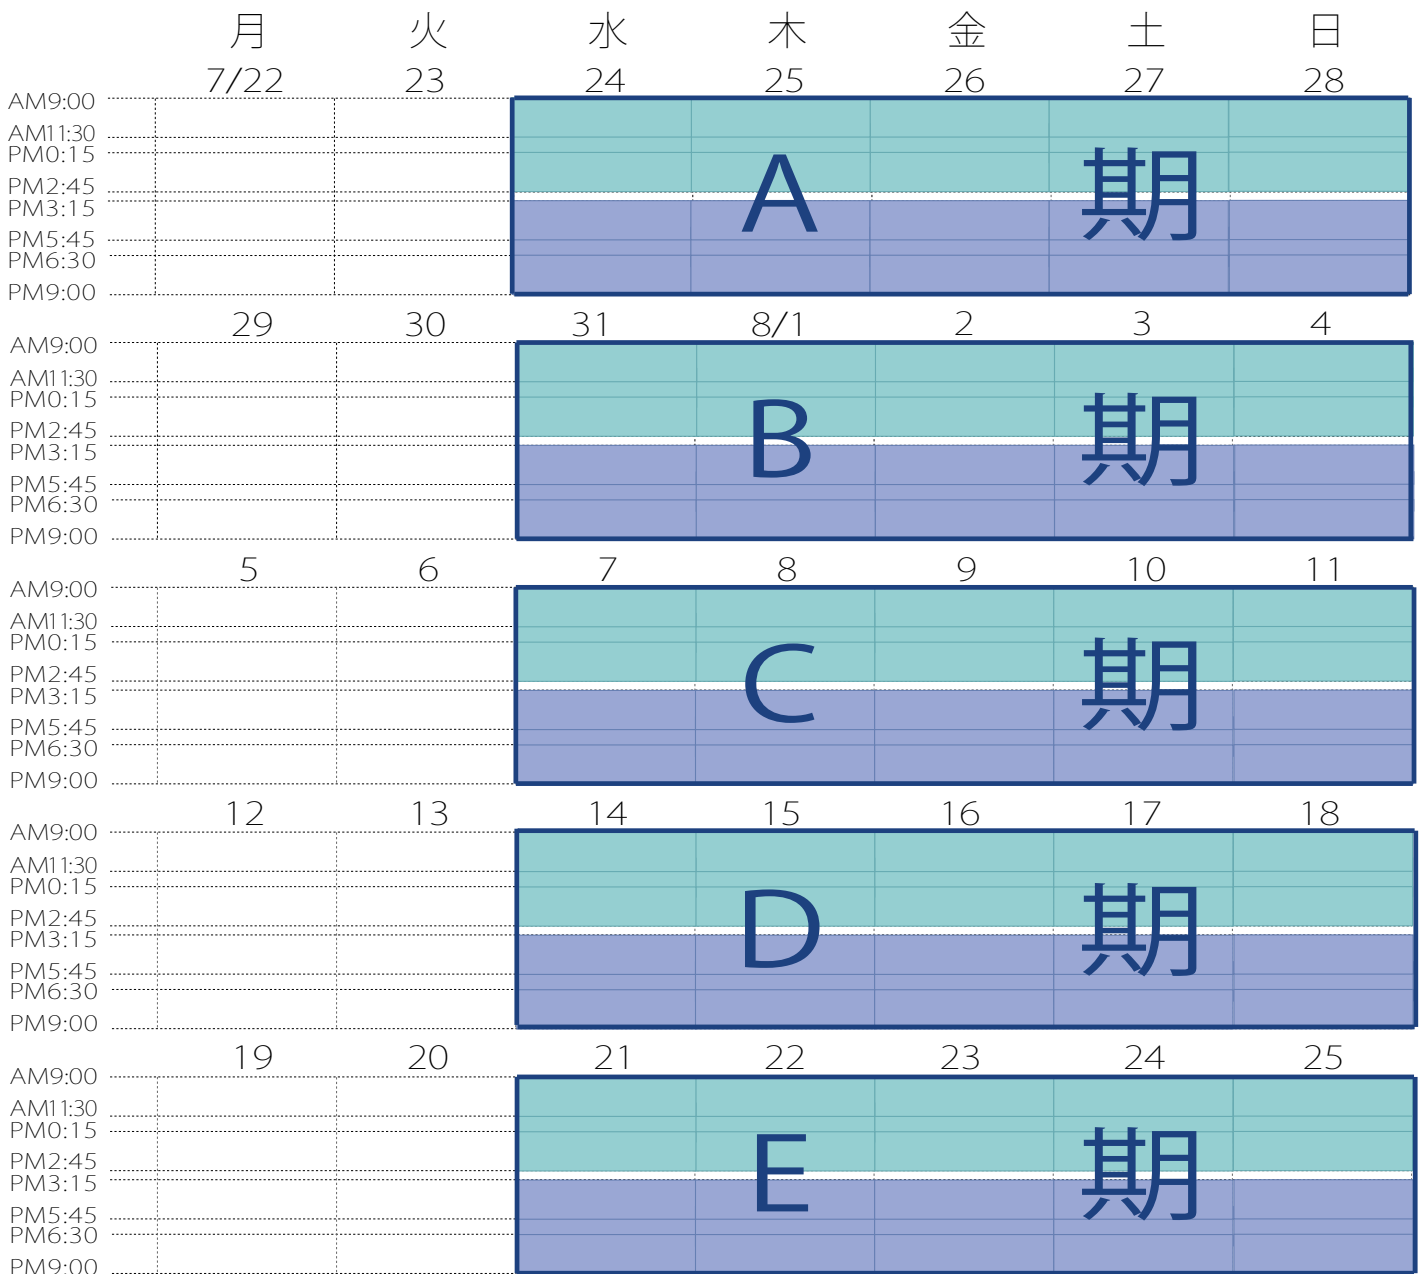 月 火 水 木 金 土 日
7/22 23 24 25 26 27 28
AM9:00
AM11:30
PM0:15
PM2:45
PM3:15
PM5:45
PM6:30
PM9:00
A 期
29 30 31 8/1 2 3 4
AM9:00
AM11:30
PM0:15
PM2:45
PM3:15
PM5:45
PM6:30
PM9:00
B 期
5 6 7 8 9 10 11
AM9:00
AM11:30
PM0:15
PM2:45
PM3:15
PM5:45
PM6:30
PM9:00
C 期
12 13 14 15 16 17 18
AM9:00
AM11:30
PM0:15
PM2:45
PM3:15
PM5:45
PM6:30
PM9:00
D 期
19 20 21 22 23 24 25
AM9:00
AM11:30
PM0:15
PM2:45
PM3:15
PM5:45
PM6:30
PM9:00
E 期